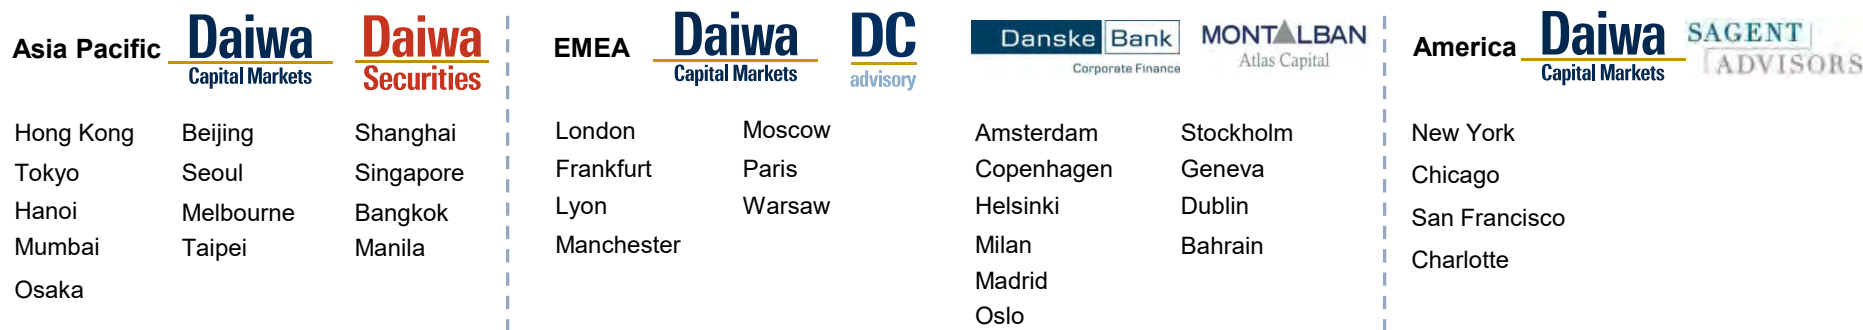 Asia Pacific
Daiwa
Capital Markets
Daiwa
Securities
Hong Kong
Tokyo
Hanoi
Mumbai
Osaka
Beijing
Seoul
Melbourne
Taipei
Shanghai
Singapore
Bangkok
Manila
EMEA
Daiwa
Capital Markets
DC
advisory
London
Frankfurt
Lyon
Manchester
Moscow
Paris
Warsaw
Danske Bank
Corporate Finance
MONTALBAN
Atlas Capital
Amsterdam
Copenhagen
Helsinki
Milan
Madrid
Oslo
Stockholm
Geneva
Dublin
Bahrain
America
Daiwa
Capital Markets
SAGENT
ADVISORS
New York
Chicago
San Francisco
Charlotte